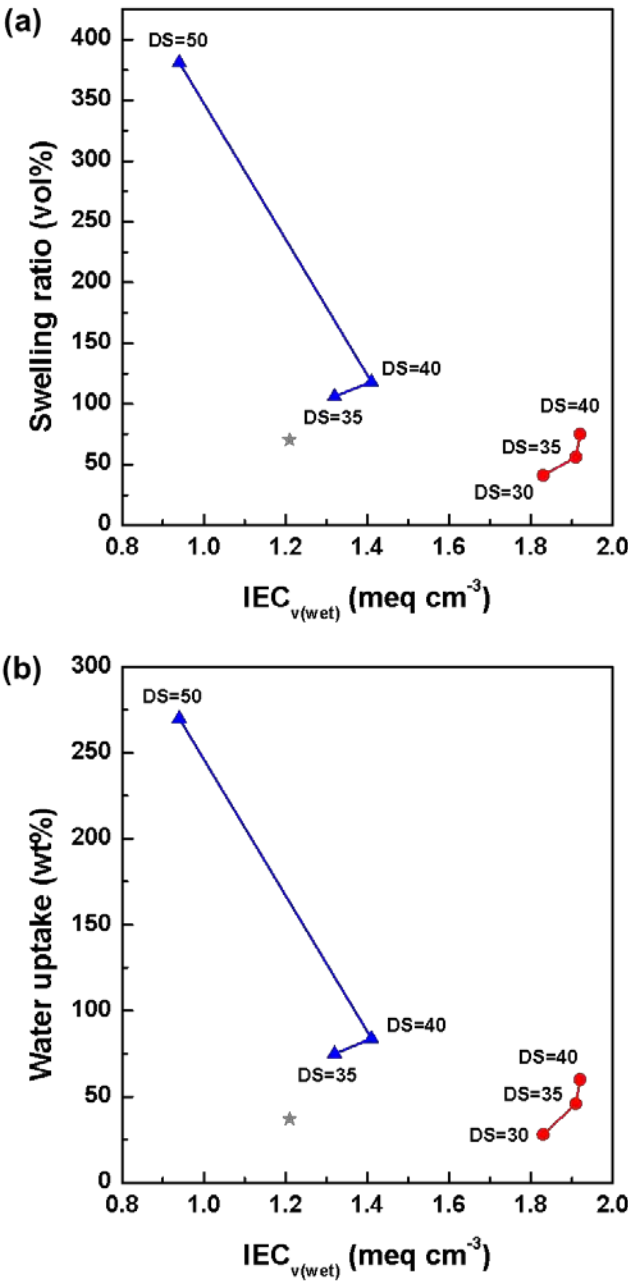 (a)
DS=50
400
350
300
250
200
150
100
50
0
Swelling ratio (vol%)
DS=40
DS=35
DS=40
DS=35
DS=30
0.8 1.0 1.2 1.4 1.6 1.8 2.0
IECv(wet) (meq cm-3)
(b)
300
250
200
150
100
50
0
Water uptake (wt%)
DS=50
DS=40
DS=35
DS=40
DS=35
DS=30
0.8 1.0 1.2 1.4 1.6 1.8 2.0
IECv(wet) (meq cm-3)